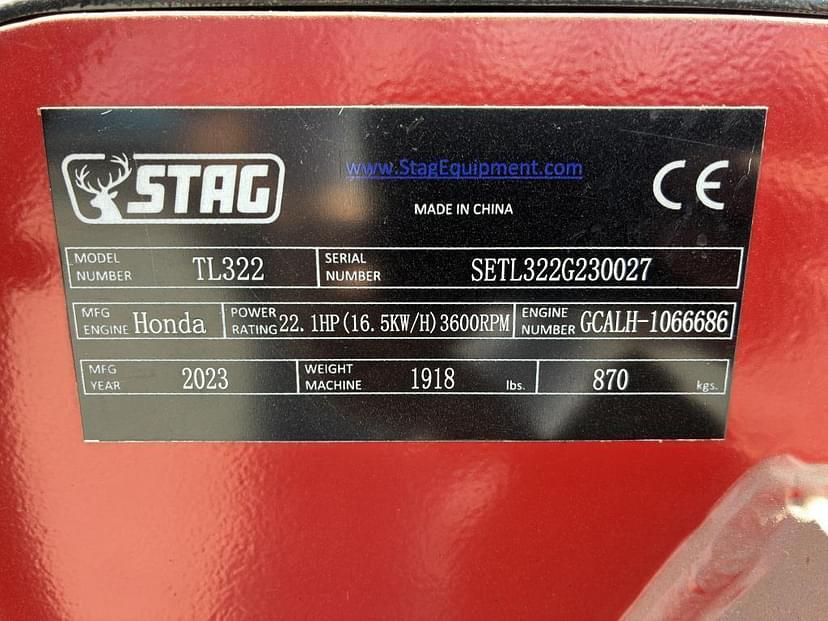 STAG
www.StagEquipment.com
CE
MADE IN CHINA
MODEL NUMBER TL322 SERIAL NUMBER SETL322G230027
MFG ENGINE Honda POWER RATING 22.1HP(16.5KW/H)3600RPM ENGINE NUMBER GCALH-1066686
MFG YEAR 2023 WEIGHT MACHINE 1918 lbs. 870 kgs.